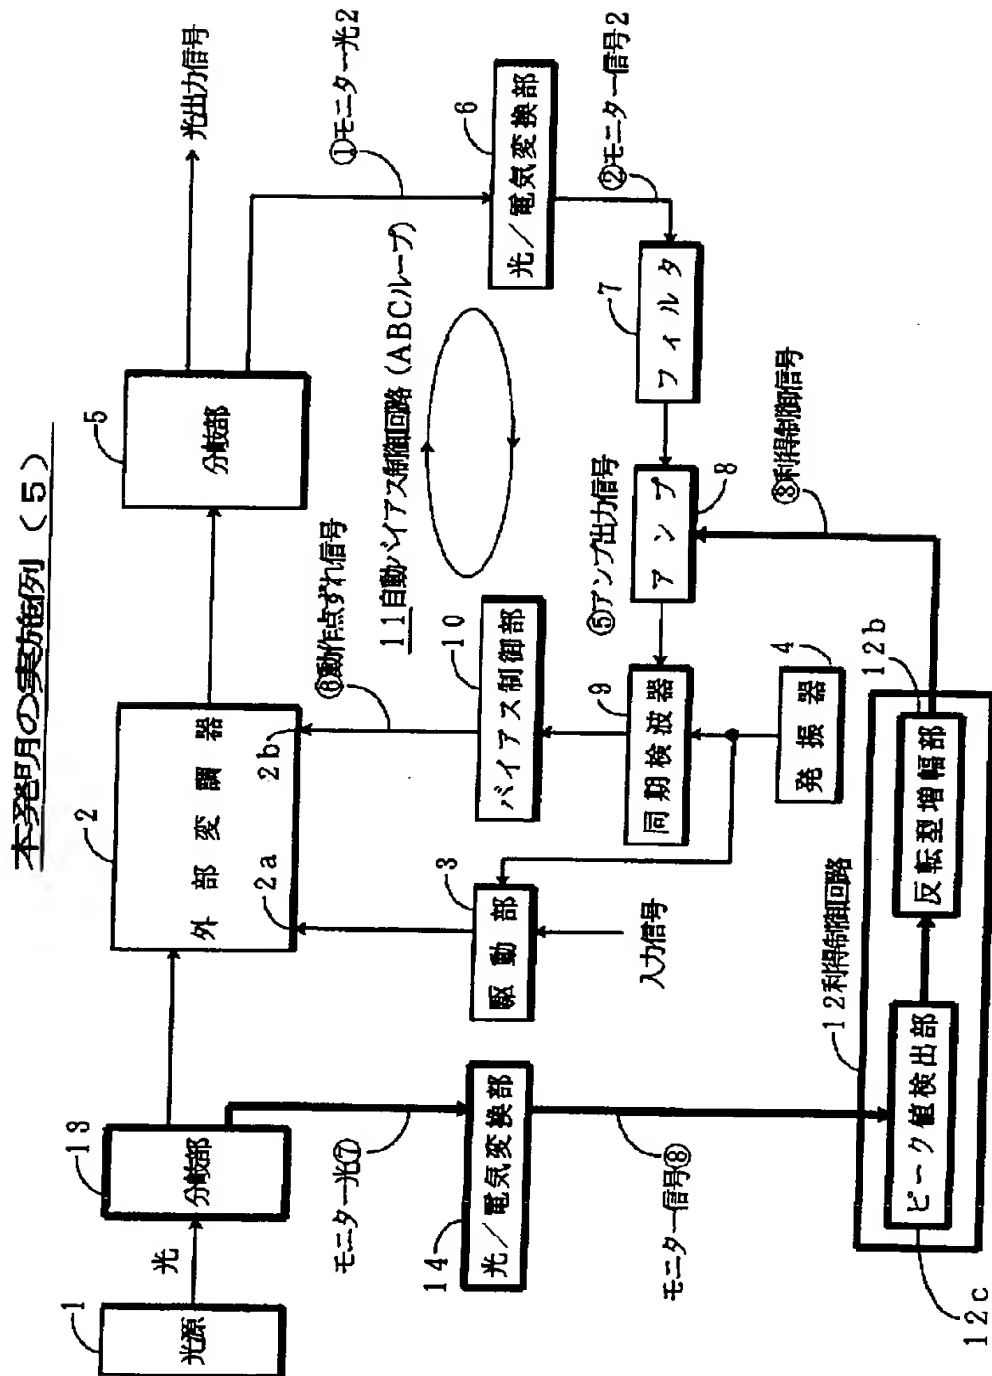 本発明の実施例(5)
1
光源
光
13
分岐部
2
外部変調器
2a
2b
5
分岐部
光出力信号
①モニター光2
6
光/電気変換部
②モニター信号2
7
フィルタ
8
アンプ
⑤アンプ出力信号
9
同期検波器
10
バイアス制御部
⑥動作点ずれ信号
11自動バイアス制御回路(ABCループ)
4
発振器
3
駆動部
入力信号
モニター光⑦
14
光/電気変換部
モニター信号⑧
12利得制御回路
12c
ピーク値検出部
12b
反転型増幅部
③利得制御信号